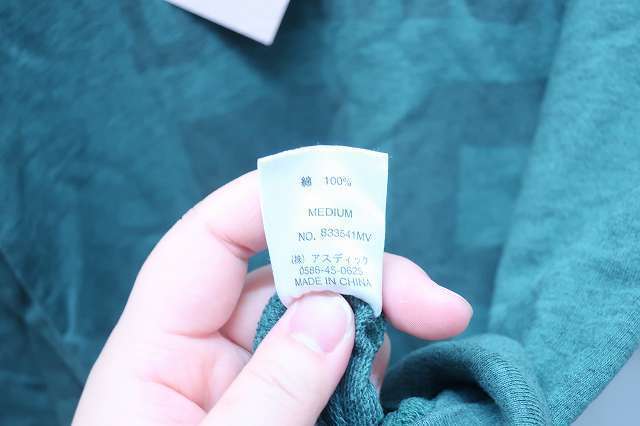 綿 100%
MEDIUM
NO. 833541MV
(株) アスディック
0586-45-0625
MADE IN CHINA